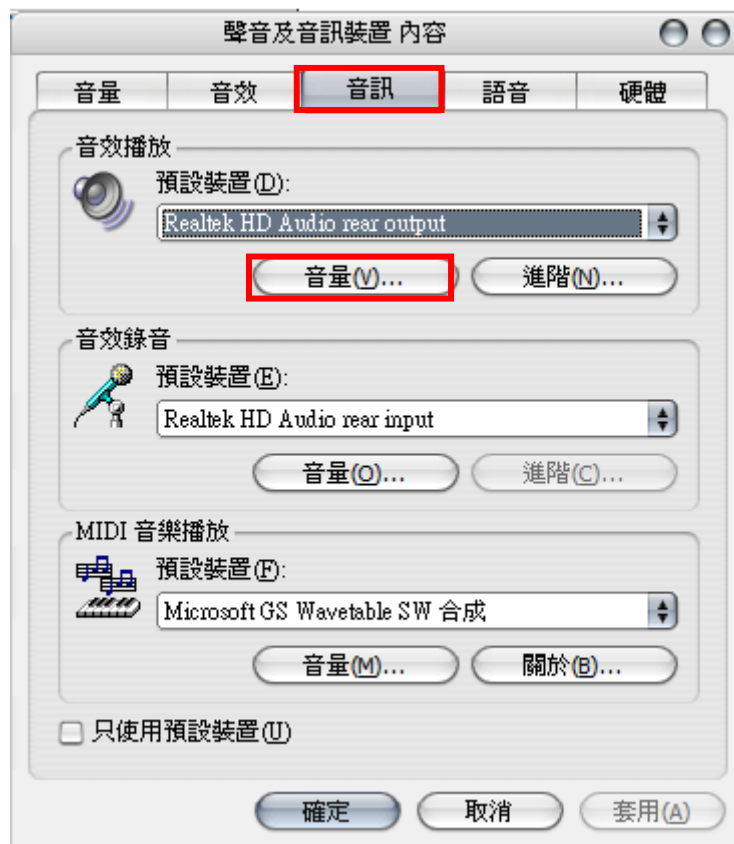 聲音及音訊裝置 內容
音量 音效 音訊 語音 硬體
音效播放
預設裝置(D):
Realtek HD Audio rear output
音量(V)... 進階(N)...
音效錄音
預設裝置(E):
Realtek HD Audio rear input
音量(O)... 進階(C)...
MIDI 音樂播放
預設裝置(F):
Microsoft GS Wavetable SW 合成
音量(M)... 關於(B)...
只使用預設裝置(U)
確定 取消 套用(A)